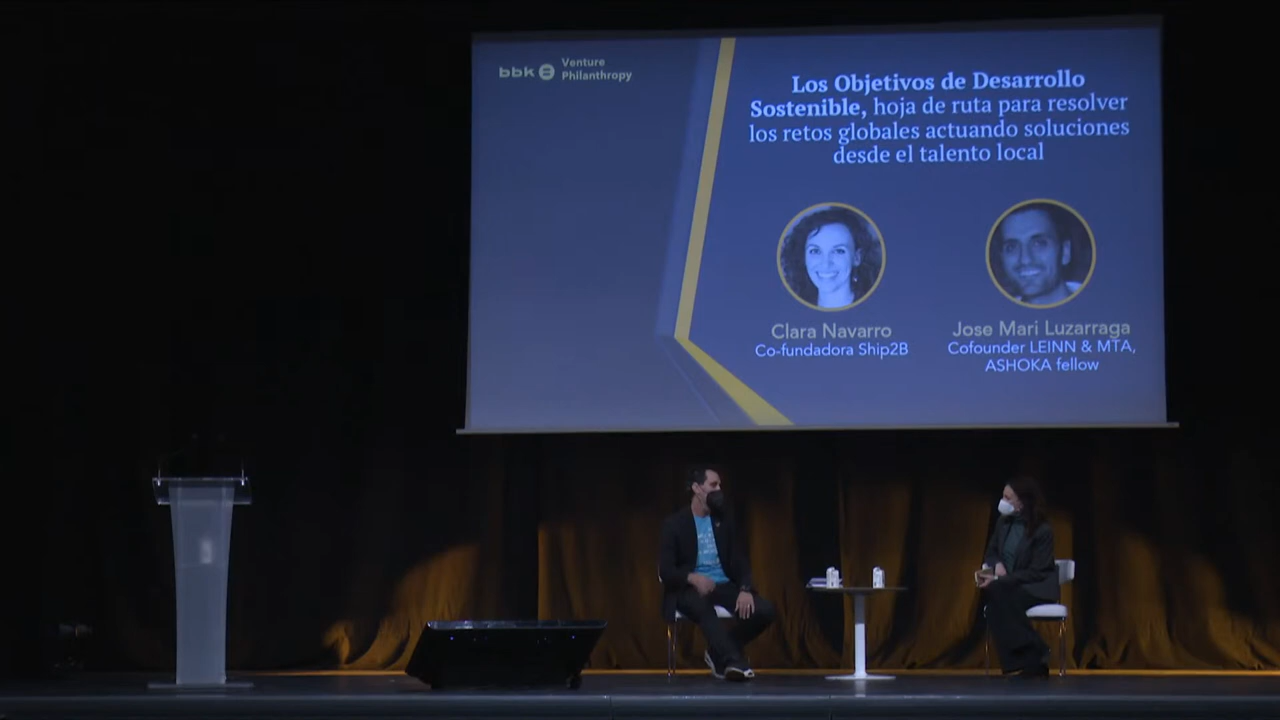 bbk Venture
Philanthropy
Los Objetivos de Desarrollo
Sostenible, hoja de ruta para resolver
los retos globales actuando soluciones
desde el talento local
Clara Navarro
Co-fundadora Ship2B
Jose Mari Luzarraga
Cofounder LEINN & MTA,
ASHOKA fellow